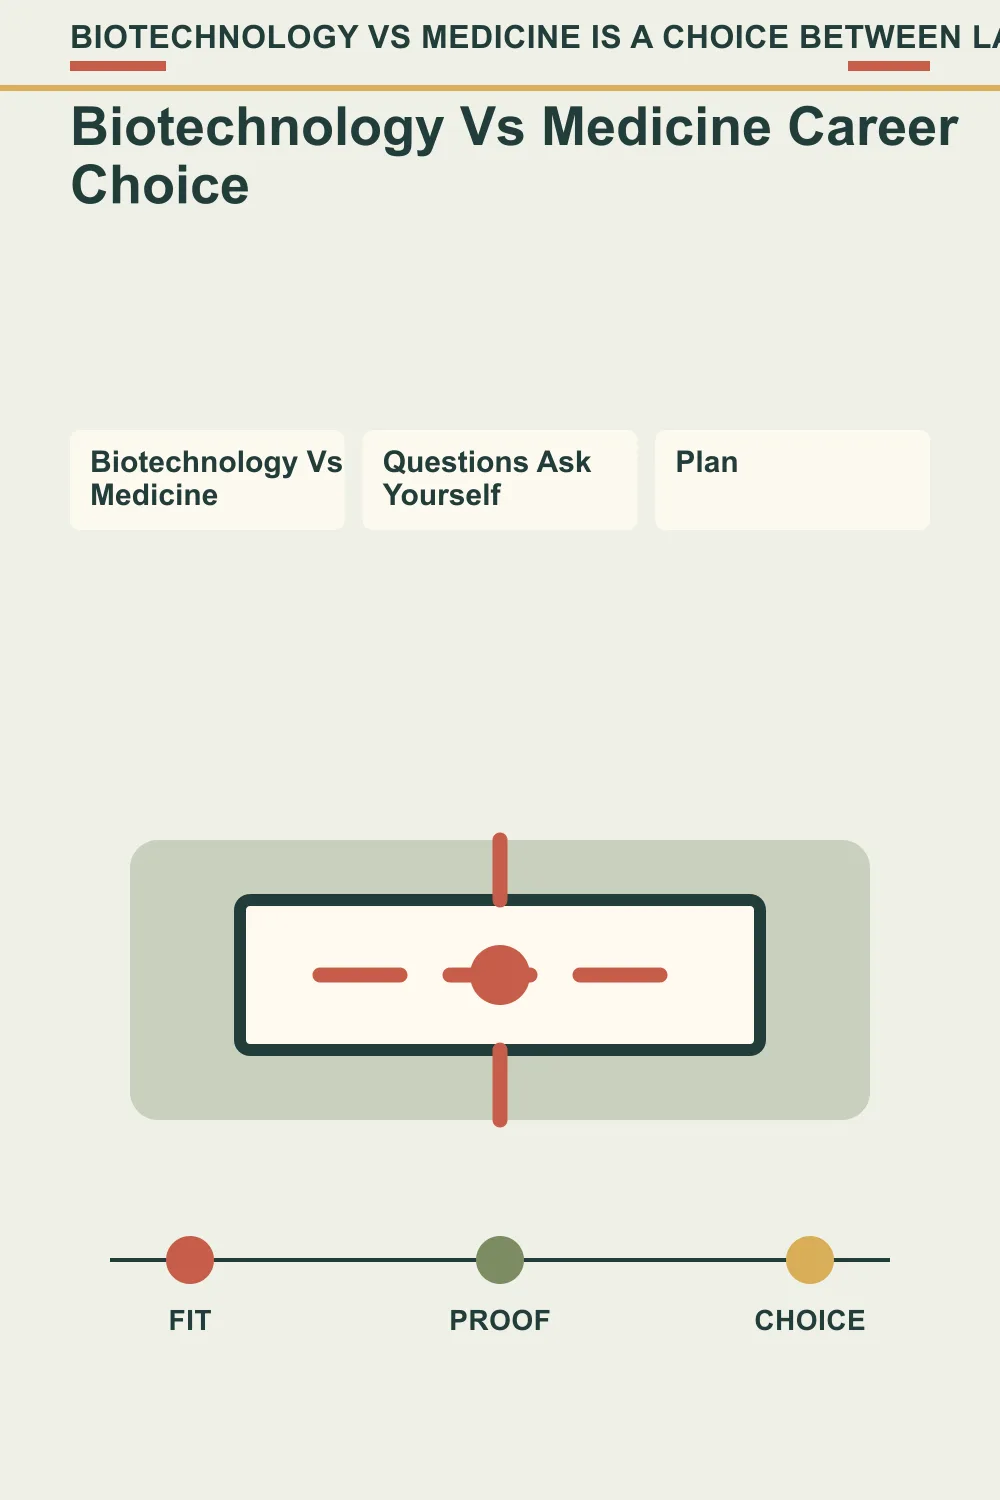 BIOTECHNOLOGY VS MEDICINE IS A CHOICE BETWEEN
Biotechnology Vs Medicine Career
Choice
Biotechnology Vs
Medicine
Questions Ask
Yourself
Plan
FIT
PROOF
CHOICE